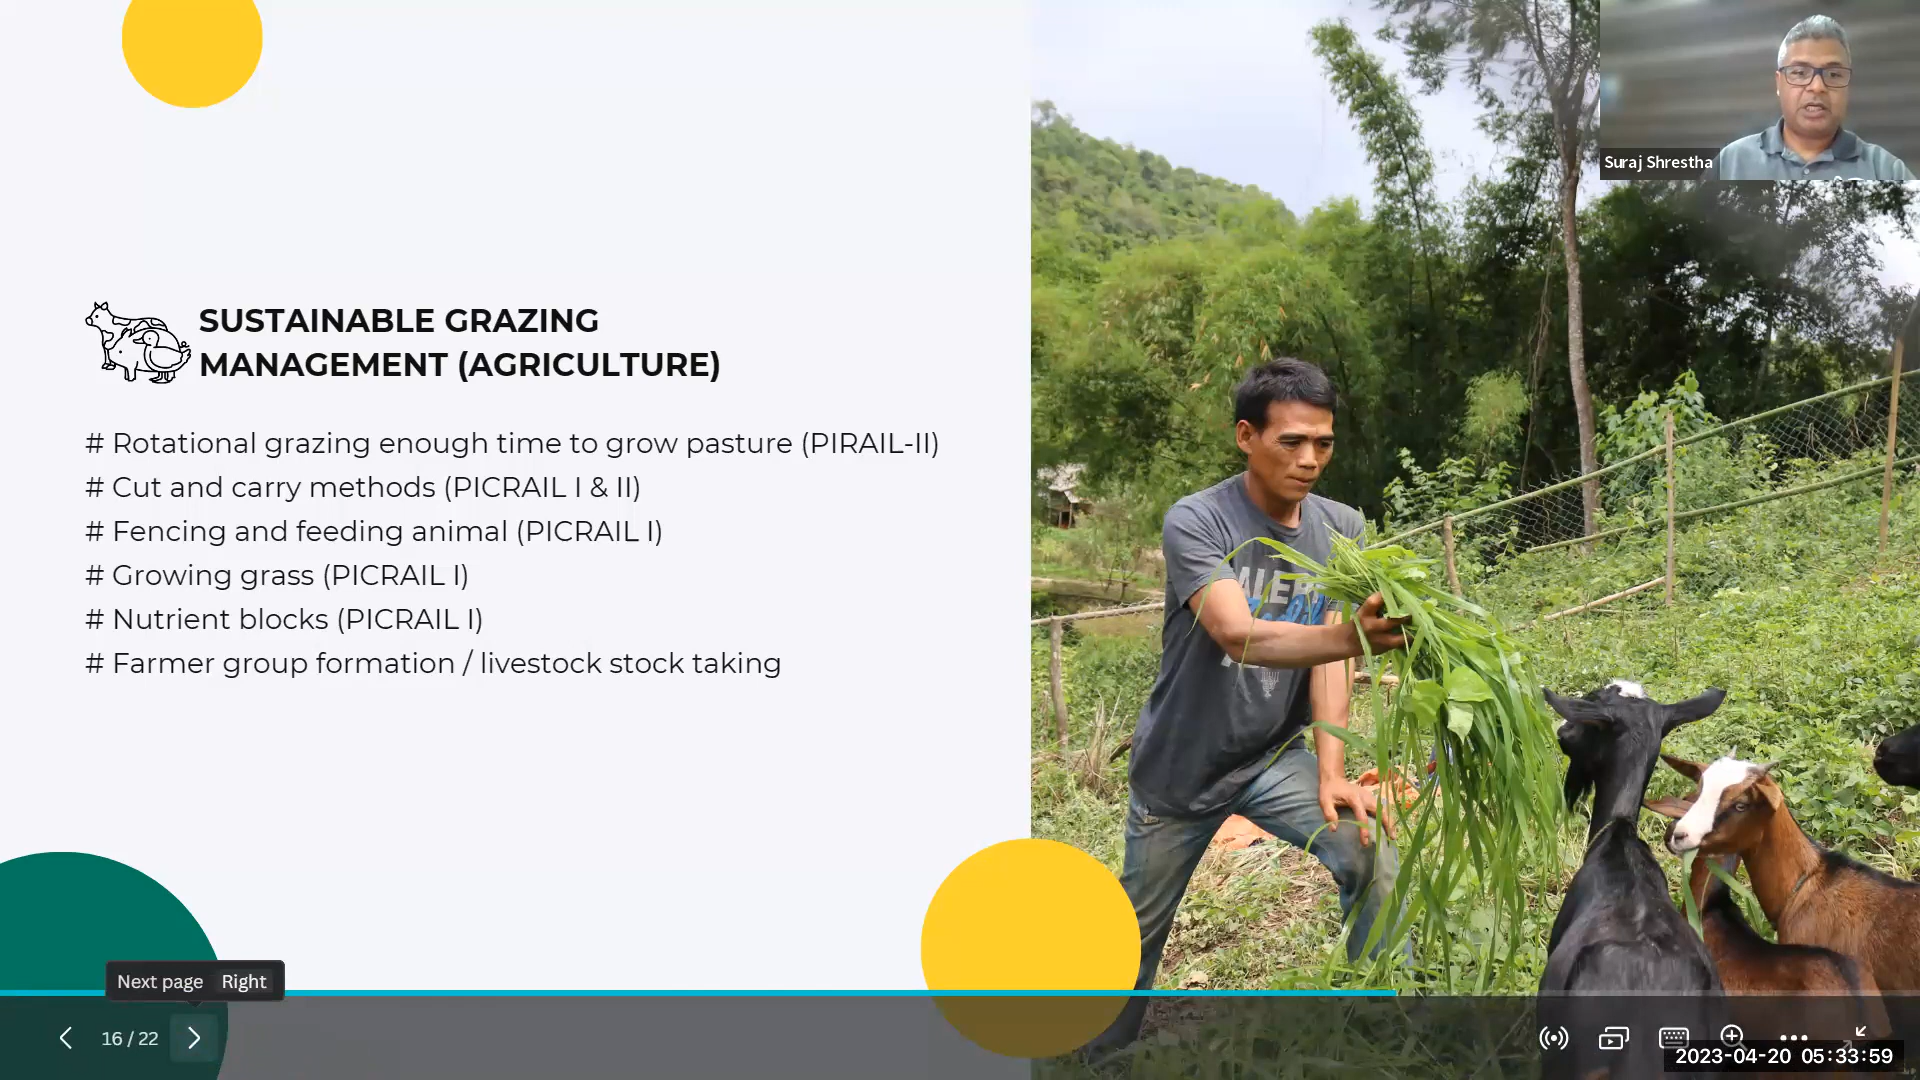 Suraj Shrestha
SUSTAINABLE GRAZING
MANAGEMENT (AGRICULTURE)
# Rotational grazing enough time to grow pasture (PIRAIL-II)
# Cut and carry methods (PICRAIL I & II)
# Fencing and feeding animal (PICRAIL I)
# Growing grass (PICRAIL I)
# Nutrient blocks (PICRAIL I)
# Farmer group formation / livestock stock taking
Next page Right
16 / 22
2023-04-20 05:33:59